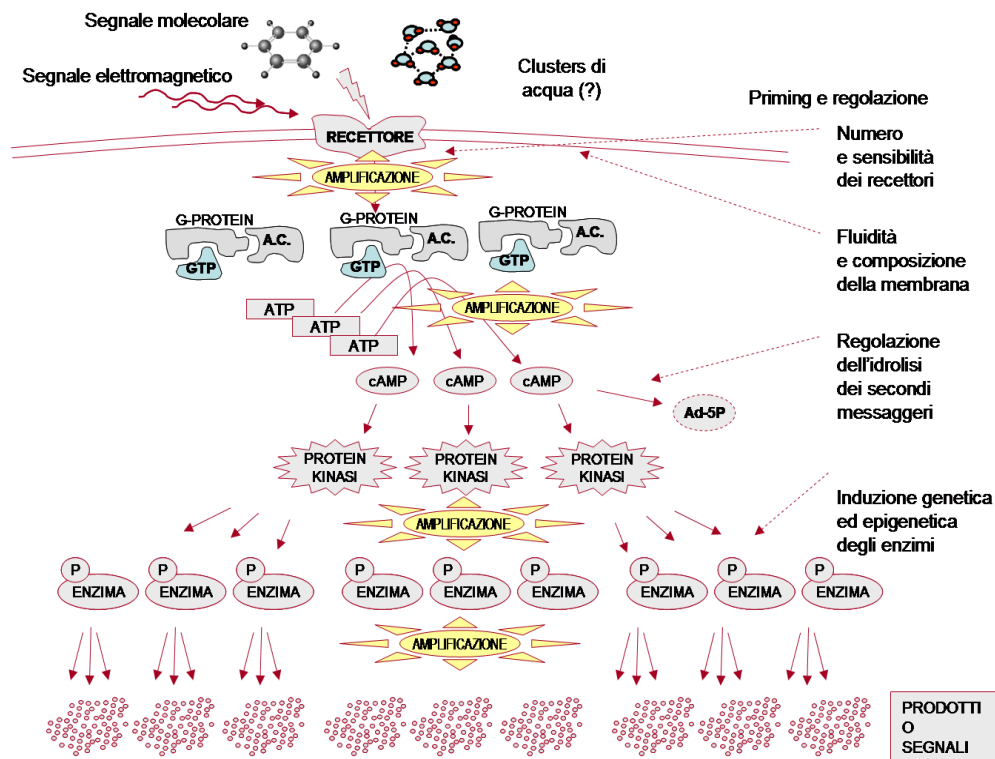 Segnale molecolare
Segnale elettromagnetico
Clusters di
acqua (?)
Priming e regolazione
RECETTORE
Numero
e sensibilità
dei recettori
AMPLIFICAZIONE
G-PROTEIN
A.C.
GTP
G-PROTEIN
A.C.
GTP
G-PROTEIN
A.C.
GTP
Fluidità
e composizione
della membrana
ATP
ATP
ATP
AMPLIFICAZIONE
Regolazione
dell'idrolisi
dei secondi
messaggeri
cAMP
cAMP
cAMP
Ad-5P
PROTEIN
KINASI
PROTEIN
KINASI
PROTEIN
KINASI
Induzione genetica
ed epigenetica
degli enzimi
AMPLIFICAZIONE
P
ENZIMA
P
ENZIMA
P
ENZIMA
P
ENZIMA
P
ENZIMA
P
ENZIMA
P
ENZIMA
P
ENZIMA
P
ENZIMA
AMPLIFICAZIONE
PRODOTTI
O
SEGNALI